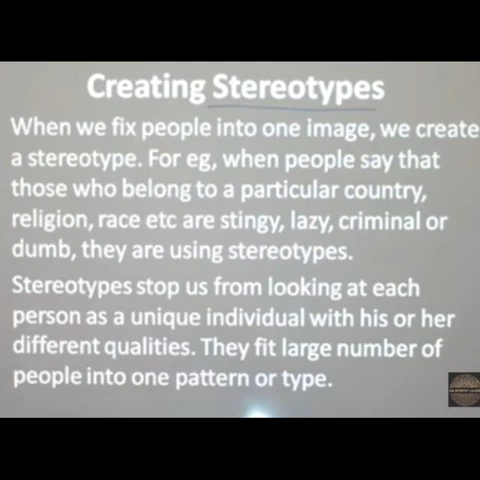 Creating Stereotypes
When we fix people into one image, we create
a stereotype. For eg, when people say that
those who belong to a particular country,
religion, race etc are stingy, lazy, criminal or
dumb, they are using stereotypes.
Stereotypes stop us from looking at each
person as a unique individual with his or her
different qualities. They fit large number of
people into one pattern or type.